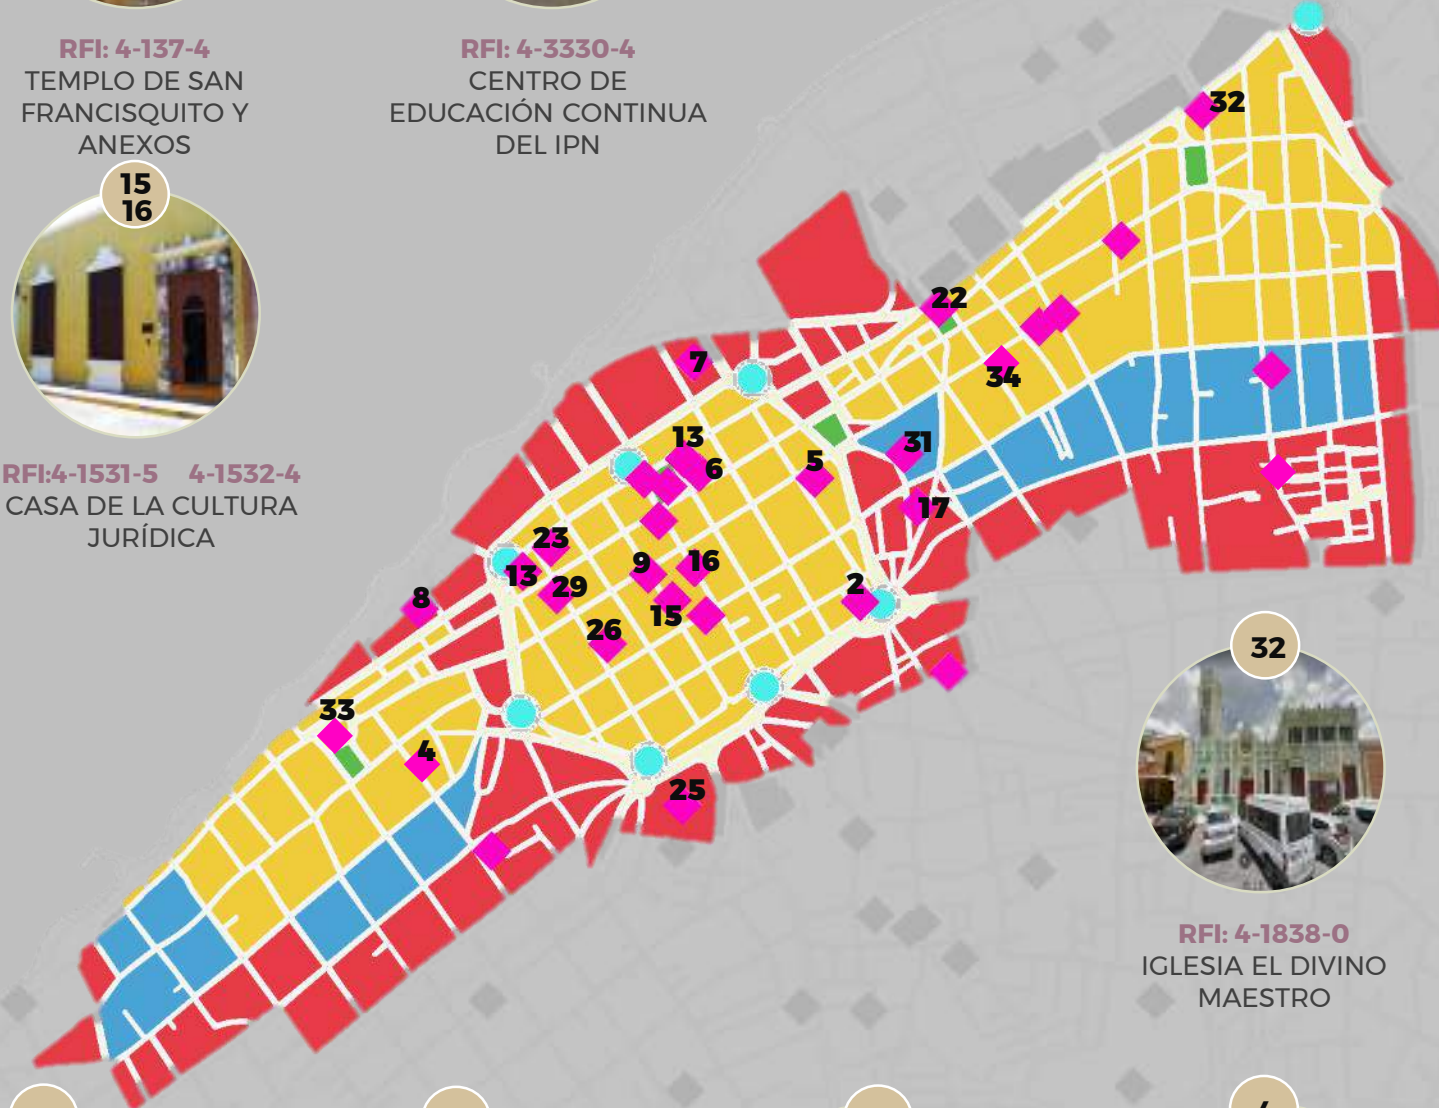 RFI: 4-137-4
TEMPLO DE SAN
FRANCISQUITO Y
ANEXOS
RFI: 4-3330-4
CENTRO DE
EDUCACIÓN CONTINUA
DEL IPN
15
16
RFI:4-1531-5 4-1532-4
CASA DE LA CULTURA
JURÍDICA
32
22
7
34
13
6
5
31
17
23
13
9
16
29
15
2
8
26
33
4
25
32
RFI: 4-1838-0
IGLESIA EL DIVINO
MAESTRO